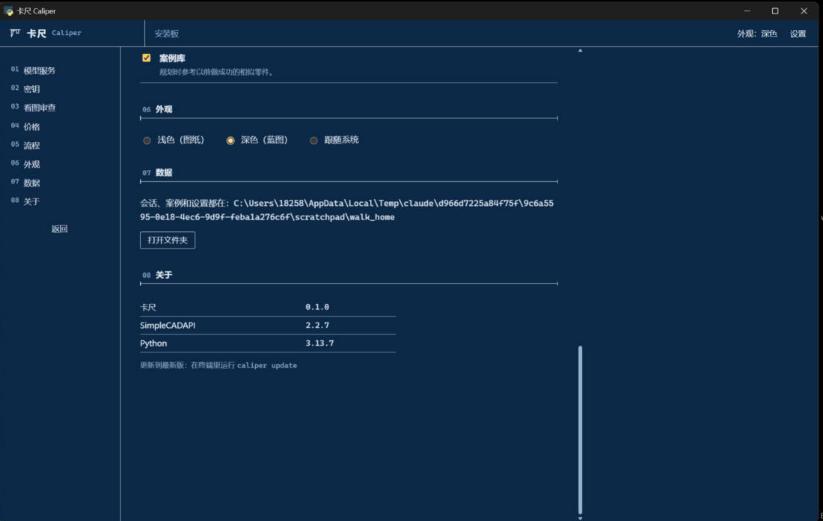 卡尺 Caliper
卡尺 Caliper
安装板
外观：深色
设置
01 模型服务
02 密钥
03 看图审查
04 价格
05 流程
06 外观
07 数据
08 关于
返回
案例库
规划时参考以前做成功的相似零件。
06 外观
浅色（图纸）
深色（蓝图）
跟随系统
07 数据
会话、案例和设置都在：C:\Users\18258\AppData\Local\Temp\claude\d966d7225a84f75f\9c6a55
95-0e18-4ec6-9d9f-feba1a276c6f\scratchpad\walk_home
打开文件夹
08 关于
卡尺 0.1.0
SimpleCADAPI 2.2.7
Python 3.13.7
更新到最新版：在终端里运行 caliper update